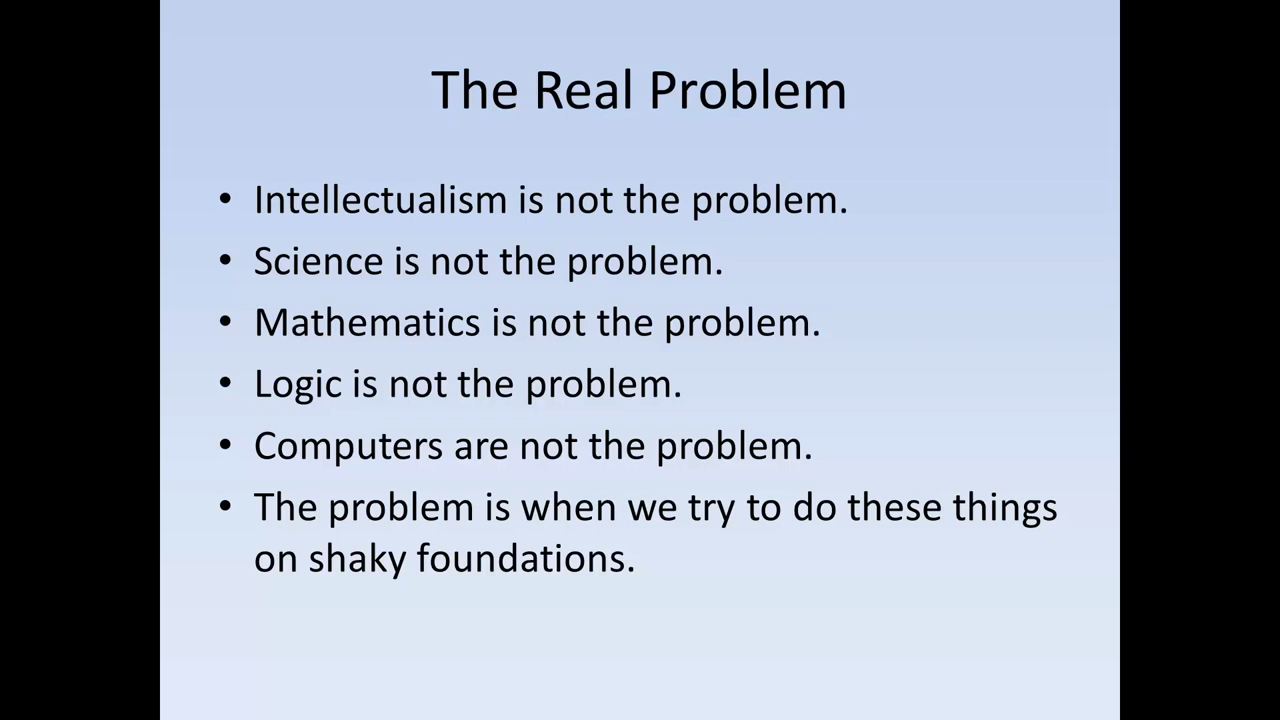 The Real Problem
• Intellectualism is not the problem.
• Science is not the problem.
• Mathematics is not the problem.
• Logic is not the problem.
• Computers are not the problem.
• The problem is when we try to do these things
on shaky foundations.